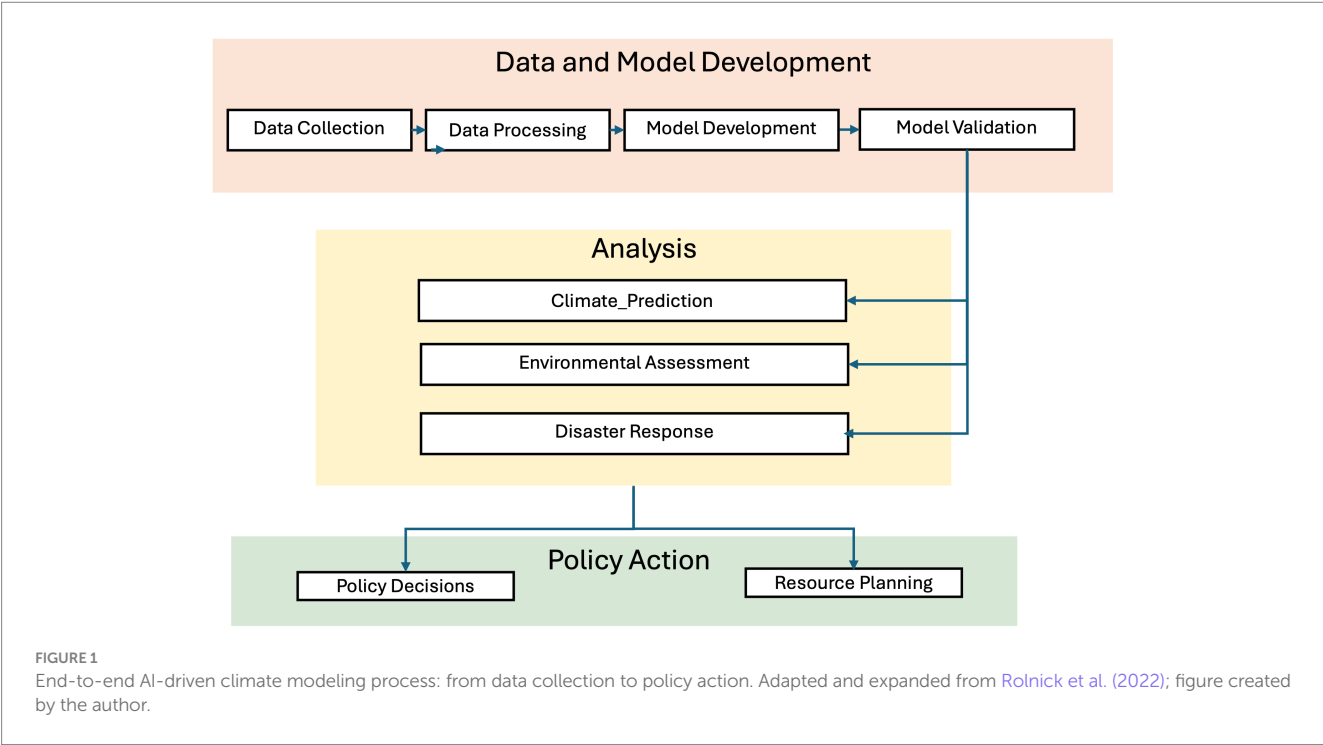 Data and Model Development
Data Collection
Data Processing
Model Development
Model Validation
Analysis
Climate_Prediction
Environmental Assessment
Disaster Response
Policy Action
Policy Decisions
Resource Planning
FIGURE 1
End-to-end AI-driven climate modeling process: from data collection to policy action. Adapted and expanded from Rolnick et al. (2022); figure created
by the author.